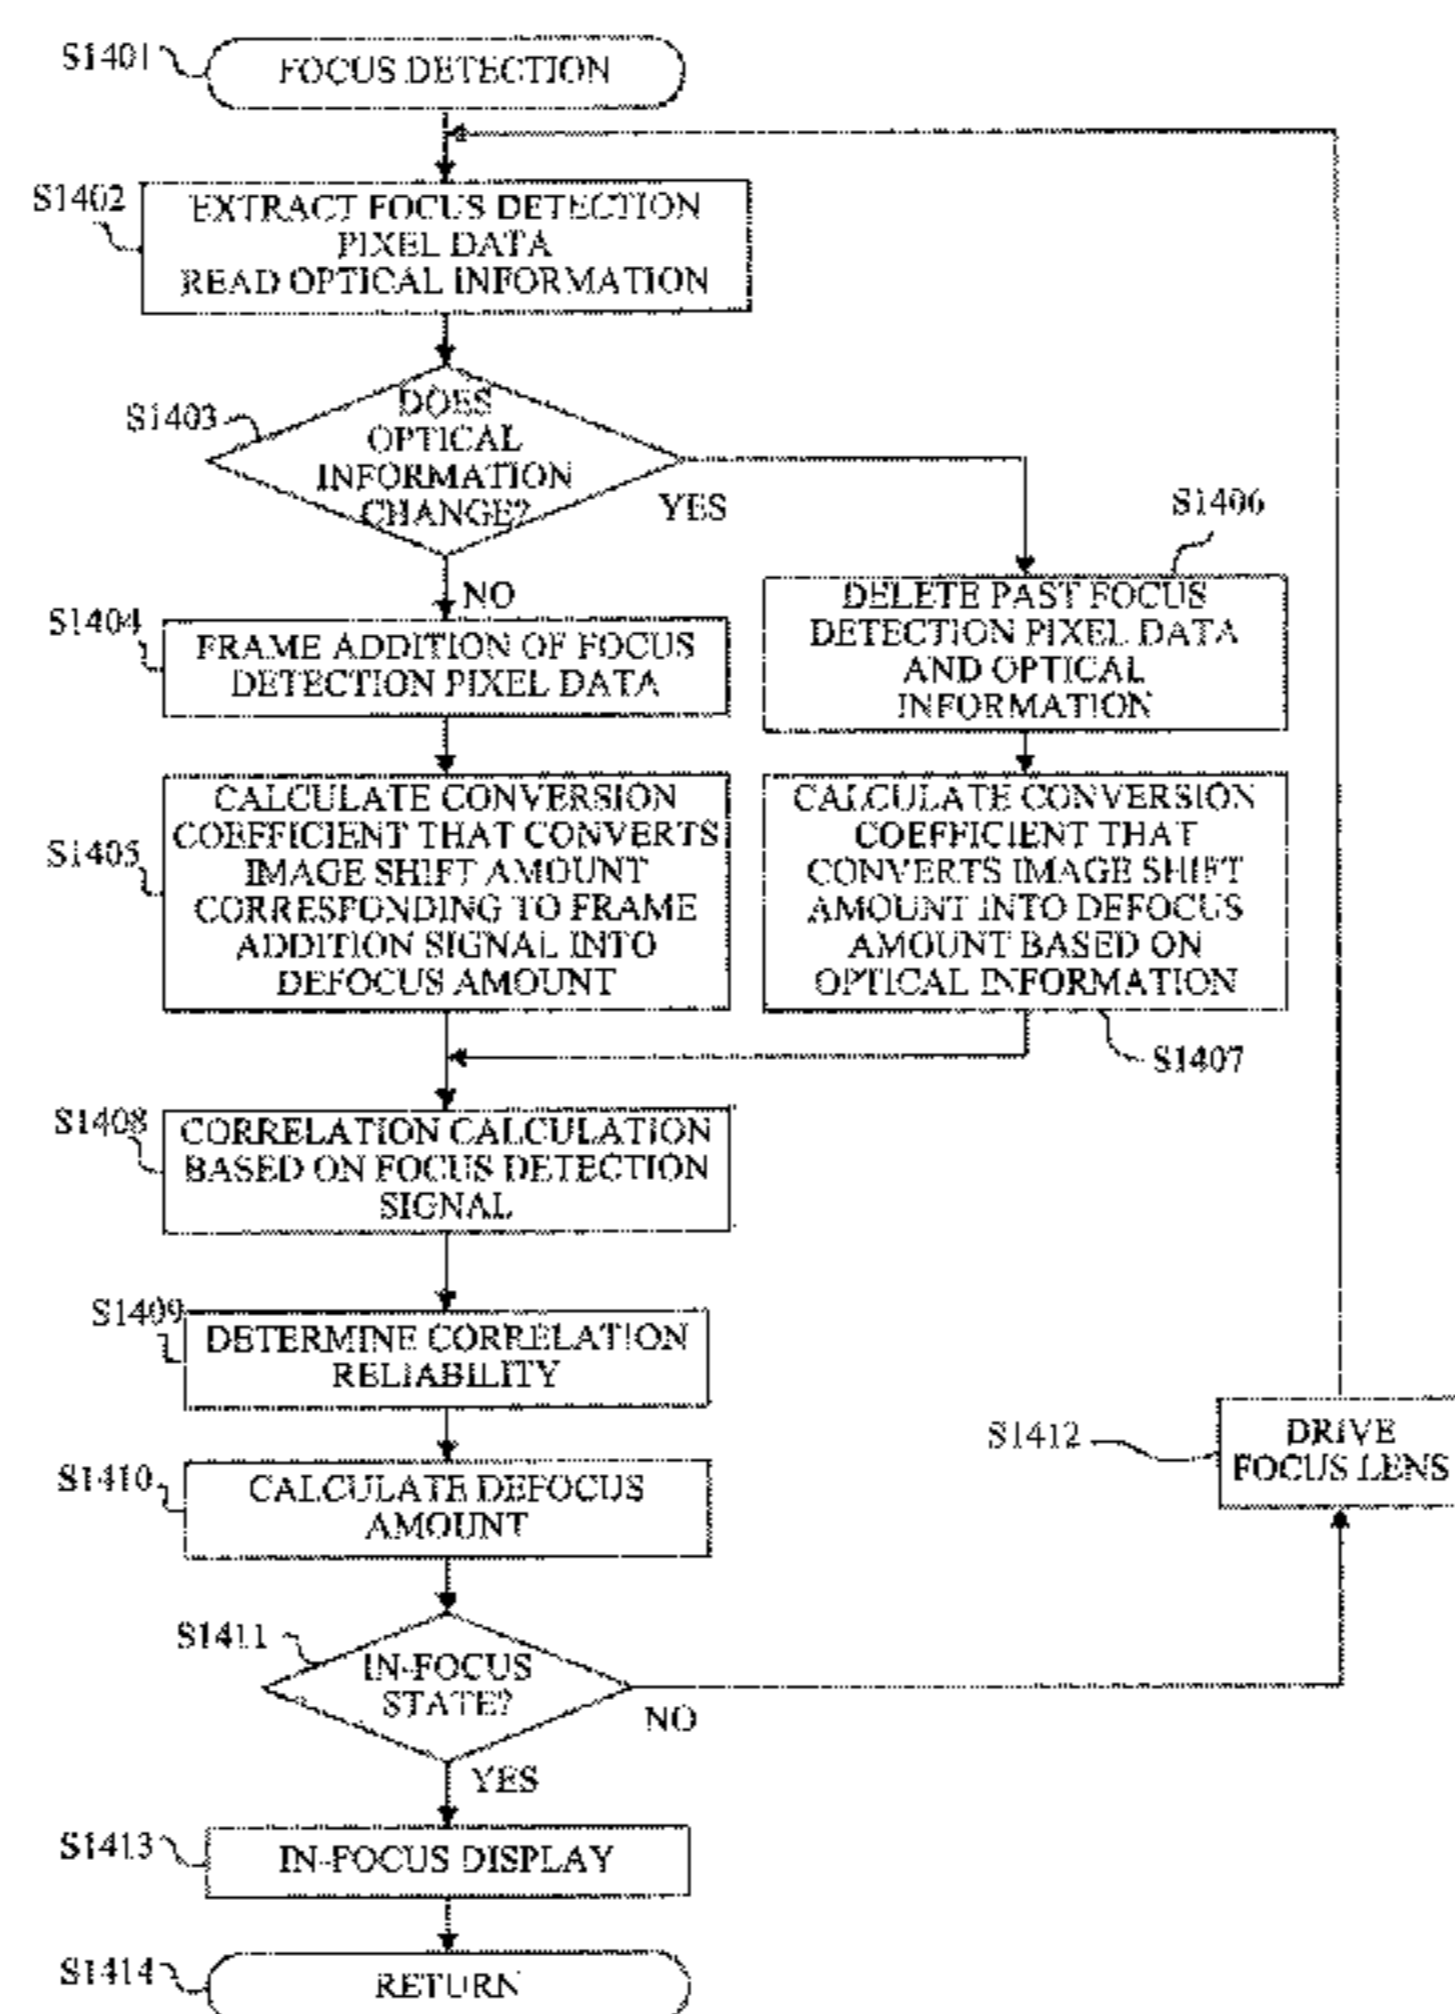 S1401
FOCUS DETECTION
S1402
EXTRACT FOCUS DETECTION
PIXEL DATA
READ OPTICAL INFORMATION
S1403
DOES
OPTICAL
INFORMATION
CHANGE?
YES
NO
S1404
FRAME ADDITION OF FOCUS
DETECTION PIXEL DATA
S1406
DELETE PAST FOCUS
DETECTION PIXEL DATA
AND OPTICAL
INFORMATION
S1405
CALCULATE CONVERSION
COEFFICIENT THAT CONVERTS
IMAGE SHIFT AMOUNT
CORRESPONDING TO FRAME
ADDITION SIGNAL INTO
DEFOCUS AMOUNT
CALCULATE CONVERSION
COEFFICIENT THAT
CONVERTS IMAGE SHIFT
AMOUNT INTO DEFOCUS
AMOUNT BASED ON
OPTICAL INFORMATION
S1407
S1408
CORRELATION CALCULATION
BASED ON FOCUS DETECTION
SIGNAL
S1409
DETERMINE CORRELATION
RELIABILITY
S1410
CALCULATE DEFOCUS
AMOUNT
S1412
DRIVE
FOCUS LENS
S1411
IN-FOCUS
STATE?
NO
YES
S1413
IN-FOCUS DISPLAY
S1414
RETURN